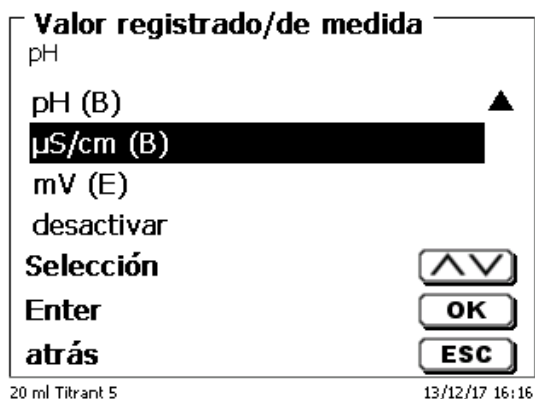 Valor registrado/de medida
pH
pH (B)
µS/cm (B)
mV (E)
desactivar
Selección
Enter OK
atrás ESC
20 ml Titrant 5 13/12/17 16:16